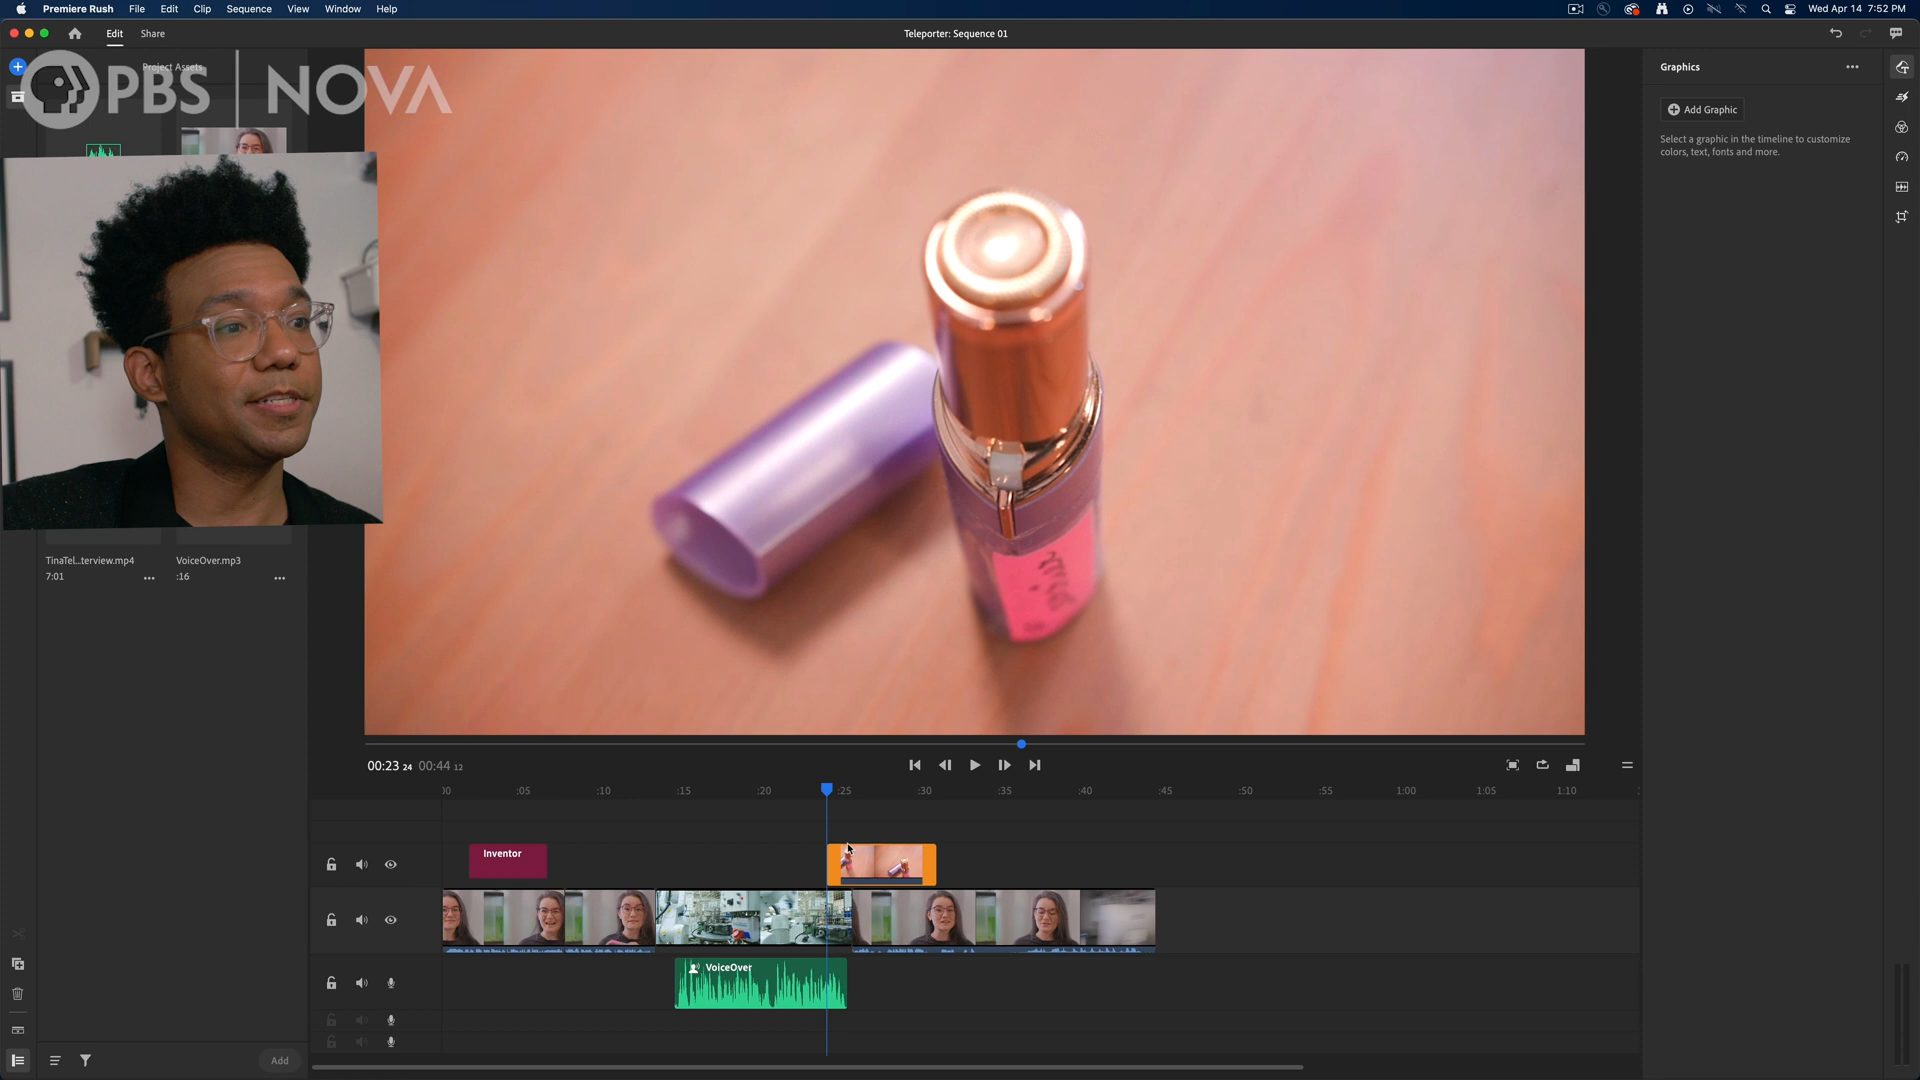 Premiere Rush File Edit Clip Sequence View Window Help Wed Apr 14 7:52 PM
Edit Share Teleporter: Sequence 01
Project Assets
PBS | NOVA
Graphics
Add Graphic
Select a graphic in the timeline to customize
colors, text, fonts and more.
TinaTel...terview.mp4 VoiceOver.mp3
7:01 :16
00:23 24 00:44 12
00 :05 :10 :15 :20 :25 :30 :35 :40 :45 :50 :55 1:00 1:05 1:10
Inventor
VoiceOver
Add